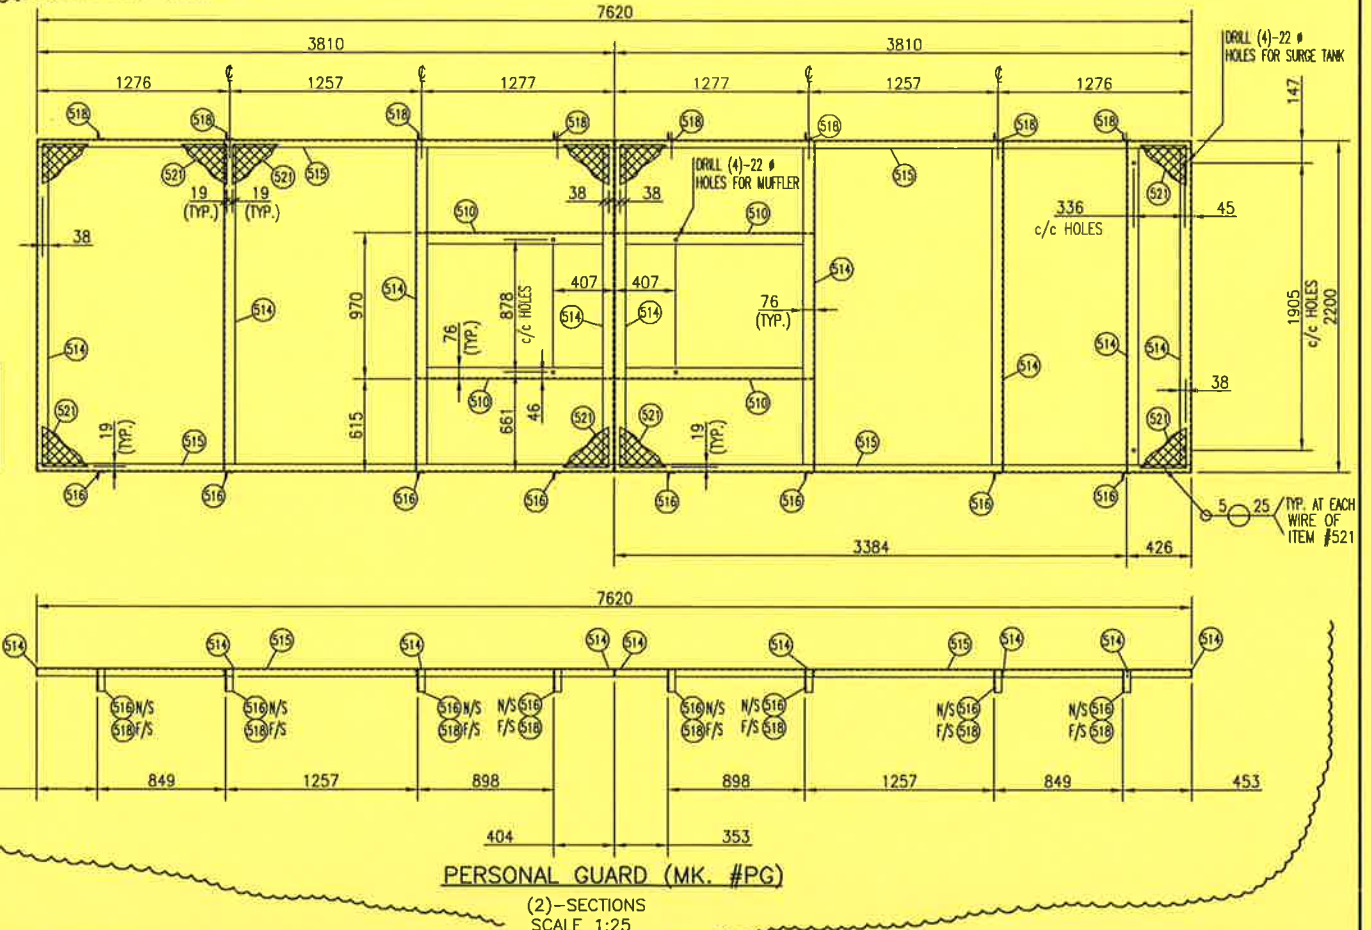 7620
3810 3810
DRILL (4)-22 ø
HOLES FOR SURGE TANK
1276 ℄ 1257 ℄ 1277 1277 ℄ 1257 ℄ 1276
147
518 518 518 518 518 518 518 518
521 521 515 515 521
DRILL (4)-22 ø
HOLES FOR MUFFLER
19 19
(TYP.) (TYP.)
38 38
336
c/c HOLES
45
510 510
38
970
514
514
878
c/c HOLES
407 407
514 514
76
(TYP.)
514
1905
c/c HOLES
2200
76
(TYP.)
514
514
514
514
38
615
510
661
46
510
521
19
(TYP.)
515
521 521
19
(TYP.)
515
521
516 516 516 516 516 516 516 516
5 25
TYP. AT EACH
WIRE OF
ITEM #521
3384 426
7620
514 514 515 514 514 514 514 515 514 514 514
516 N/S 516 N/S 516 N/S N/S 516 516 N/S N/S 516 N/S 516 N/S 516
518 F/S 518 F/S 518 F/S F/S 518 518 F/S F/S 518 F/S 518 F/S 518
849 1257 898 898 1257 849 453
404 353
PERSONAL GUARD (MK. #PG)
(2)-SECTIONS
SCALE 1:25